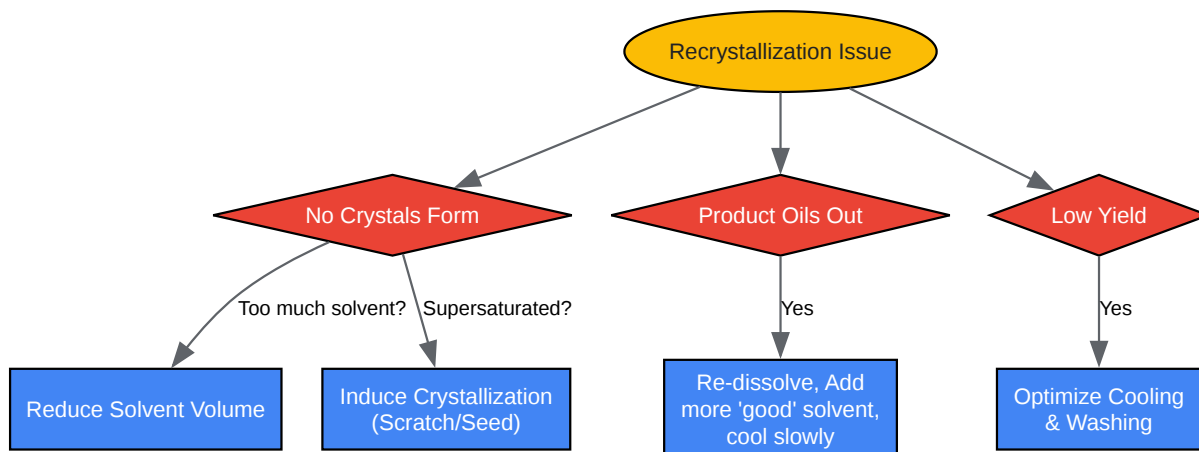 Recrystallization Issue
No Crystals Form
Product Oils Out
Low Yield
Too much solvent?
Supersaturated?
Yes
Yes
Reduce Solvent Volume
Induce Crystallization
(Scratch/Seed)
Re-dissolve, Add
more 'good' solvent,
cool slowly
Optimize Cooling
& Washing